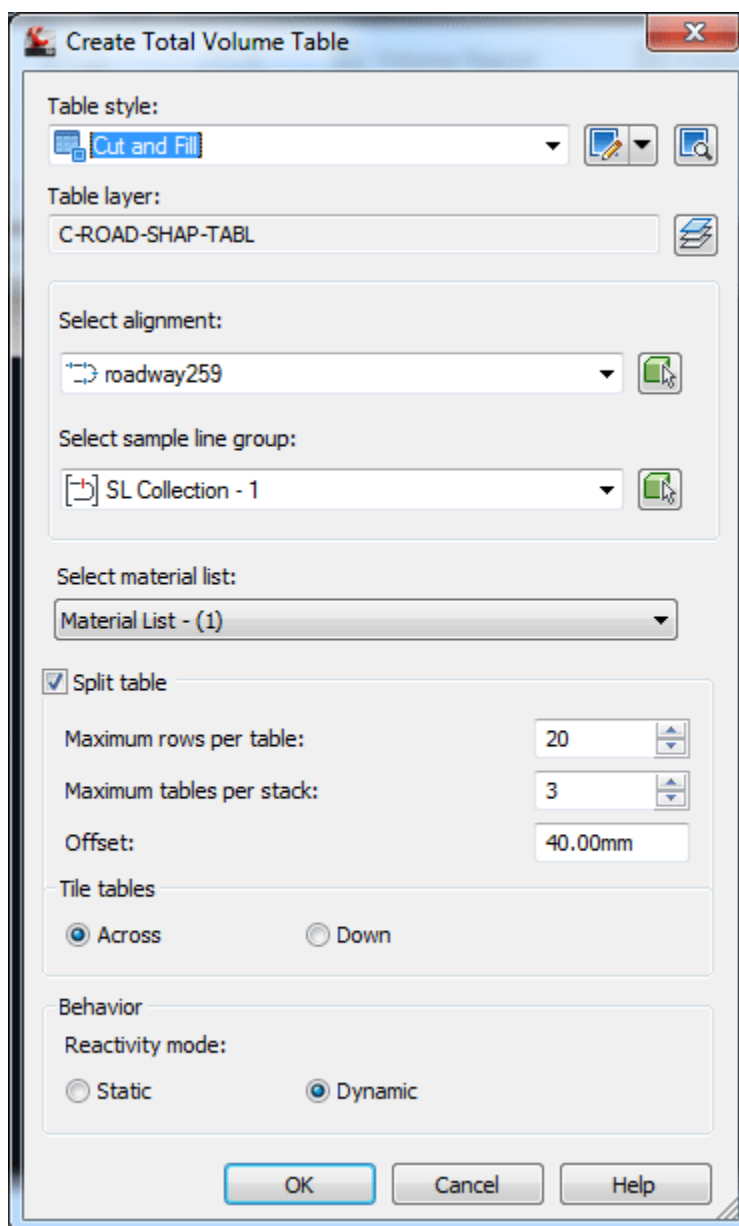 Create Total Volume Table
Table style:
Cut and Fill
Table layer:
C-ROAD-SHAP-TABL
Select alignment:
roadway259
Select sample line group:
SL Collection - 1
Select material list:
Material List - (1)
Split table
Maximum rows per table: 20
Maximum tables per stack: 3
Offset: 40.00mm
Tile tables
Across Down
Behavior
Reactivity mode:
Static Dynamic
OK Cancel Help